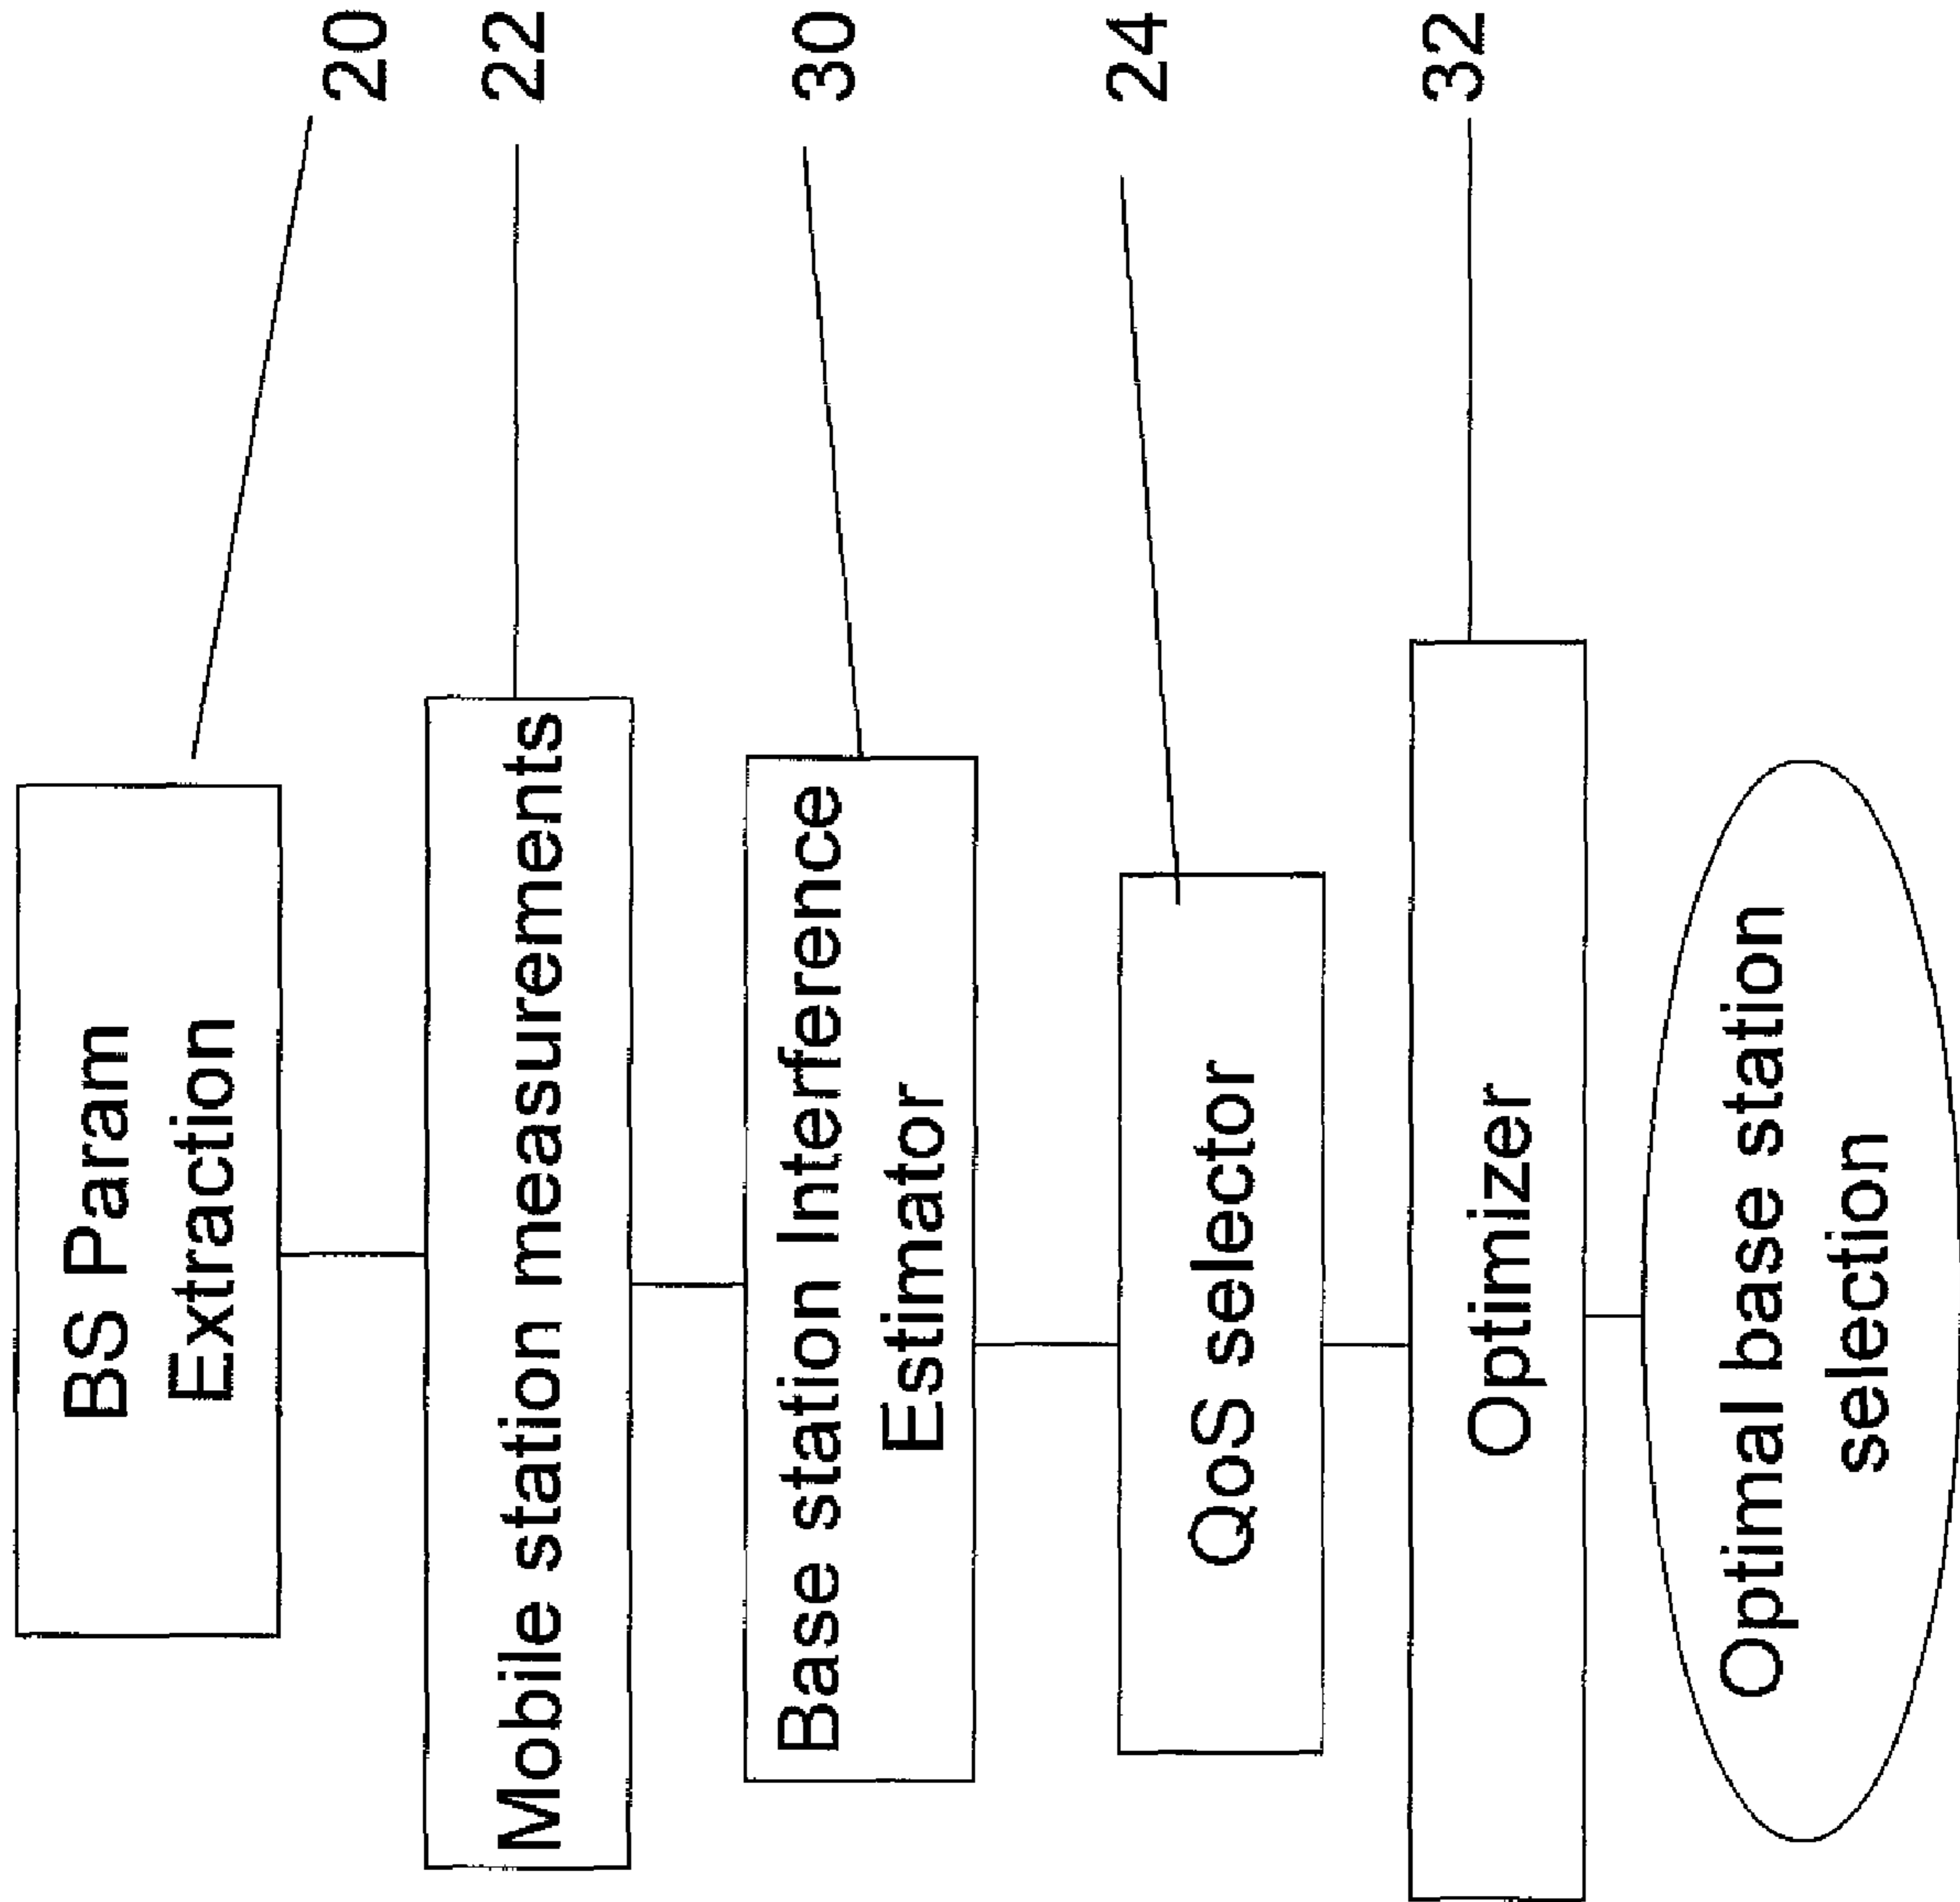 BS Param
Extraction
20
Mobile station measurements
22
Base station Interference
Estimator
30
QoS selector
24
Optimizer
32
Optimal base station
selection